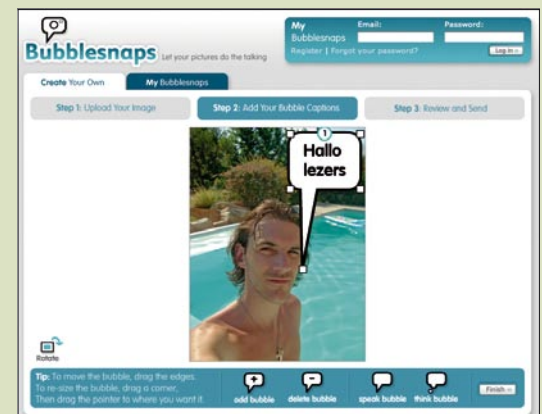 My Bubblesnaps
Email:
Password:
Bubblesnaps Let your pictures do the talking
Register | Forgot your password?
Log in »
Create Your Own
My Bubblesnaps
Step 1: Upload Your Image
Step 2: Add Your Bubble Captions
Step 3: Review and Send
1
Hallo
lezers
Rotate
Tip: To move the bubble, drag the edges.
To re-size the bubble, drag a corner,
Then drag the pointer to where you want it.
add bubble
delete bubble
speak bubble
think bubble
Finish »